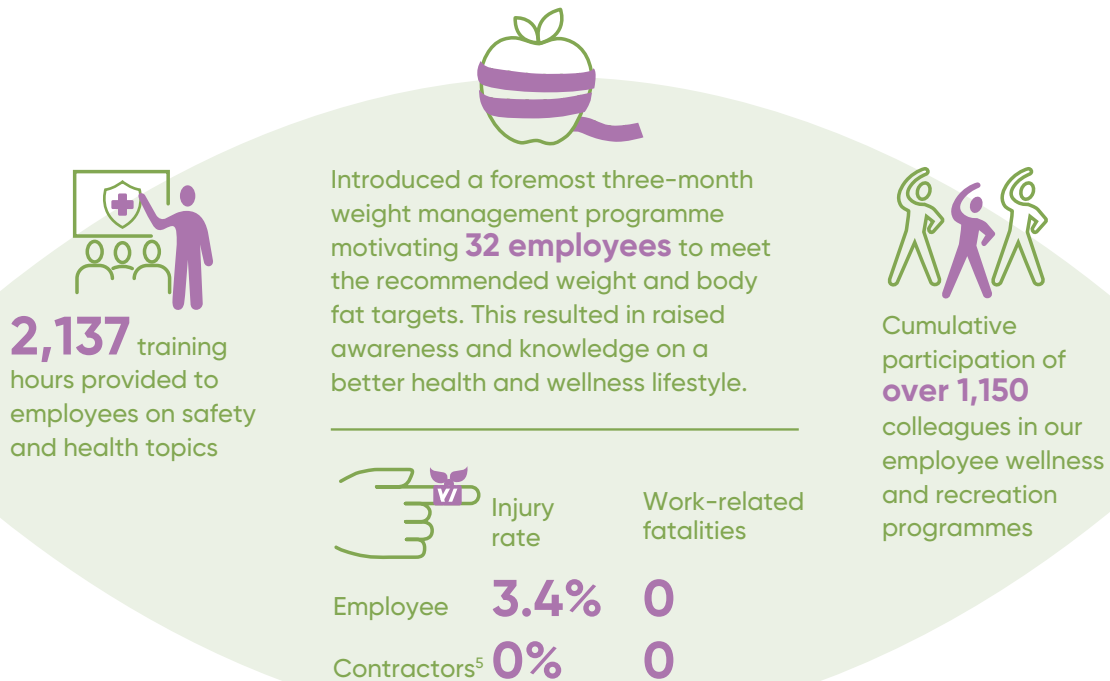 2,137 training
hours provided to
employees on safety
and health topics
Introduced a foremost three-month
weight management programme
motivating 32 employees to meet
the recommended weight and body
fat targets. This resulted in raised
awareness and knowledge on a
better health and wellness lifestyle.
Injury
rate
Work-related
fatalities
Employee 3.4% 0
Contractors5 0% 0
Cumulative
participation of
over 1,150
colleagues in our
employee wellness
and recreation
programmes